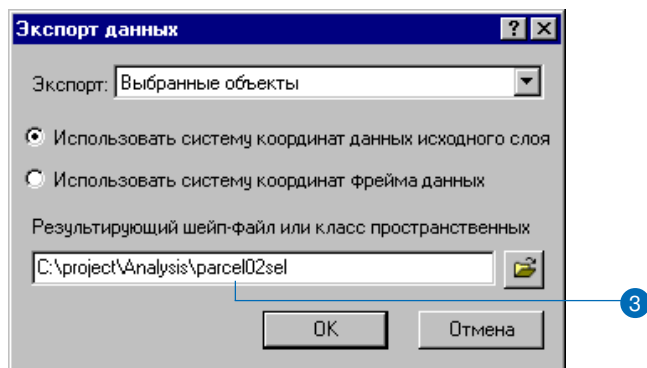 Экспорт данных
Экспорт: Выбранные объекты
Использовать систему координат данных исходного слоя
Использовать систему координат фрейма данных
Результирующий шейп-файл или класс пространственных
C:\project\Analysis\parcel02sel
3
OK Отмена